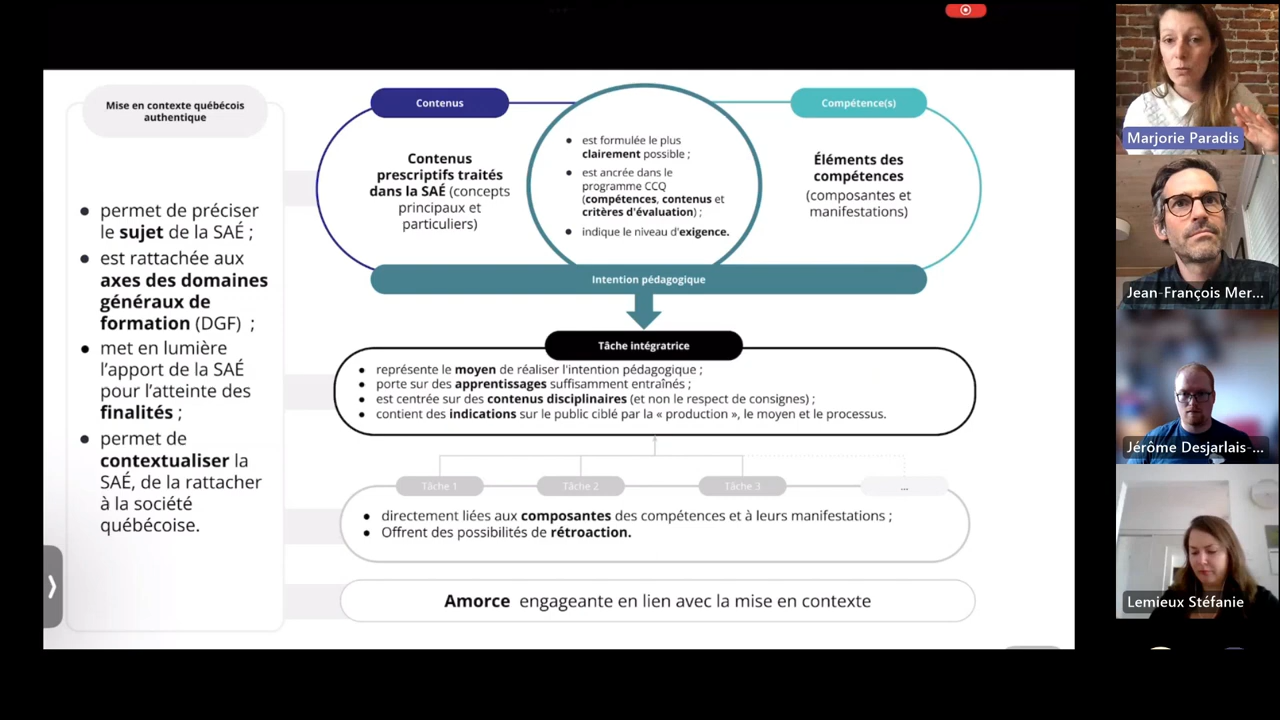 Mise en contexte québécois
authentique
● permet de préciser
le sujet de la SAÉ ;
● est rattachée aux
axes des domaines
généraux de
formation (DGF) ;
● met en lumière
l'apport de la SAÉ
pour l'atteinte des
finalités ;
● permet de
contextualiser la
SAÉ, de la rattacher
à la société
québécoise.
Contenus
Contenus
prescriptifs traités
dans la SAÉ (concepts
principaux et
particuliers)
● est formulée le plus
clairement possible ;
● est ancrée dans le
programme CCQ
(compétences, contenus et
critères d'évaluation) ;
● indique le niveau d'exigence.
Compétence(s)
Éléments des
compétences
(composantes et
manifestations)
Intention pédagogique
Tâche intégratrice
● représente le moyen de réaliser l'intention pédagogique ;
● porte sur des apprentissages suffisamment entraînés ;
● est centrée sur des contenus disciplinaires (et non le respect de consignes) ;
● contient des indications sur le public ciblé par la « production », le moyen et le processus.
Tâche 1 Tâche 2 Tâche 3 ...
● directement liées aux composantes des compétences et à leurs manifestations ;
● Offrent des possibilités de rétroaction.
Amorce engageante en lien avec la mise en contexte
Marjorie Paradis
Jean-François Mer...
Jérôme Desjarlais-...
Lemieux Stéfanie